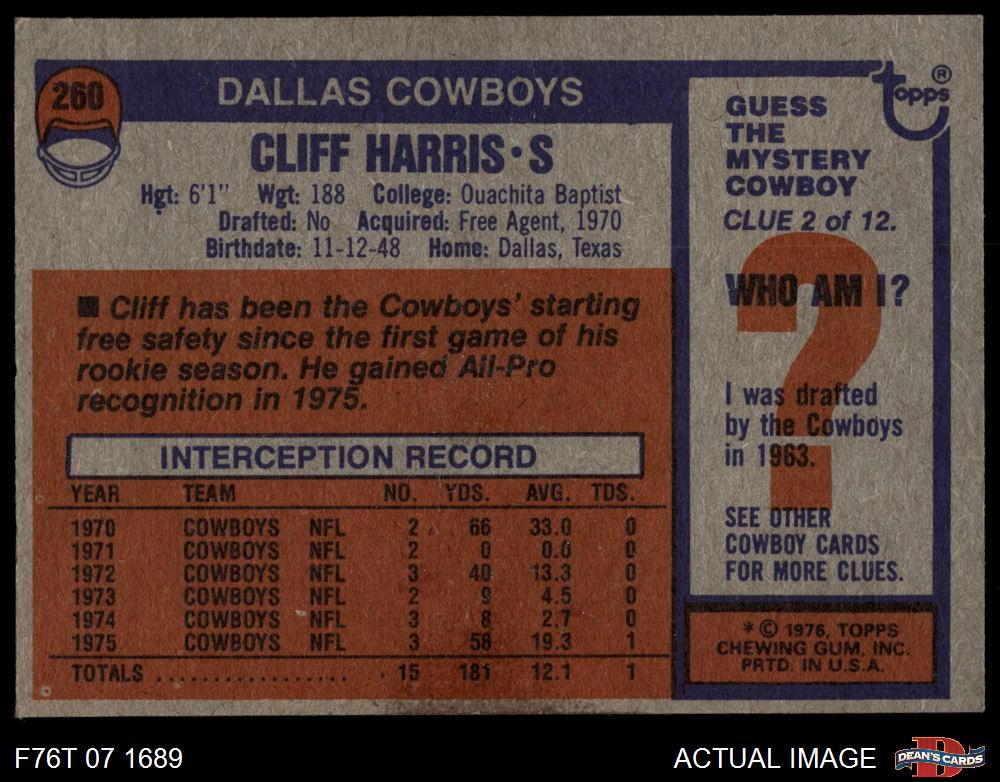 260
DALLAS COWBOYS
CLIFF HARRIS • S
Hgt: 6'1" Wgt: 188 College: Ouachita Baptist
Drafted: No Acquired: Free Agent, 1970
Birthdate: 11-12-48 Home: Dallas, Texas
■ Cliff has been the Cowboys' starting
free safety since the first game of his
rookie season. He gained All-Pro
recognition in 1975.
INTERCEPTION RECORD
YEAR TEAM NO. YDS. AVG. TDS.
1970 COWBOYS NFL 2 66 33.0 0
1971 COWBOYS NFL 2 0 0.0 0
1972 COWBOYS NFL 3 40 13.3 0
1973 COWBOYS NFL 2 9 4.5 0
1974 COWBOYS NFL 3 8 2.7 0
1975 COWBOYS NFL 3 58 19.3 1
TOTALS ................. 15 181 12.1 1
topps ®
GUESS
THE
MYSTERY
COWBOY
CLUE 2 of 12.
?
WHO AM I?
I was drafted
by the Cowboys
in 1963.
SEE OTHER
COWBOY CARDS
FOR MORE CLUES.
* © 1976, TOPPS
CHEWING GUM, INC.
PRTD. IN U.S.A.
F76T 07 1689
ACTUAL IMAGE
D
DEAN'S CARDS